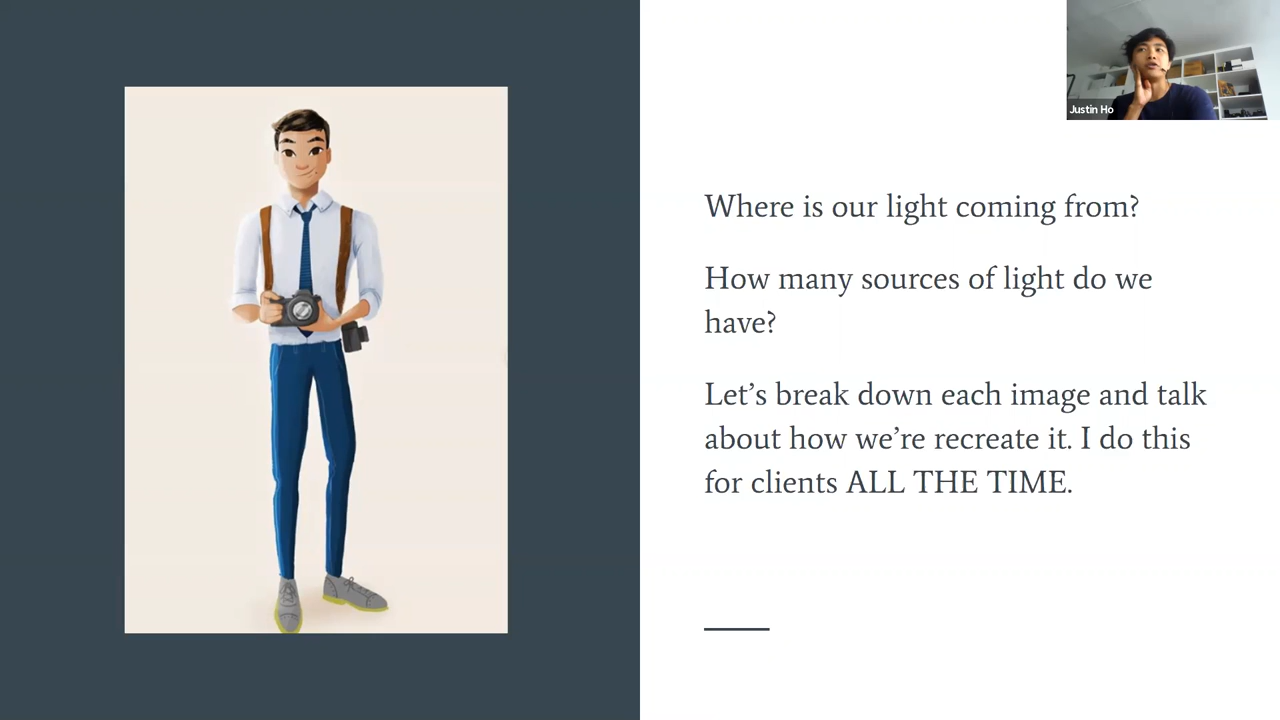 Justin Ho
Where is our light coming from?
How many sources of light do we
have?
Let’s break down each image and talk
about how we’re recreate it. I do this
for clients ALL THE TIME.